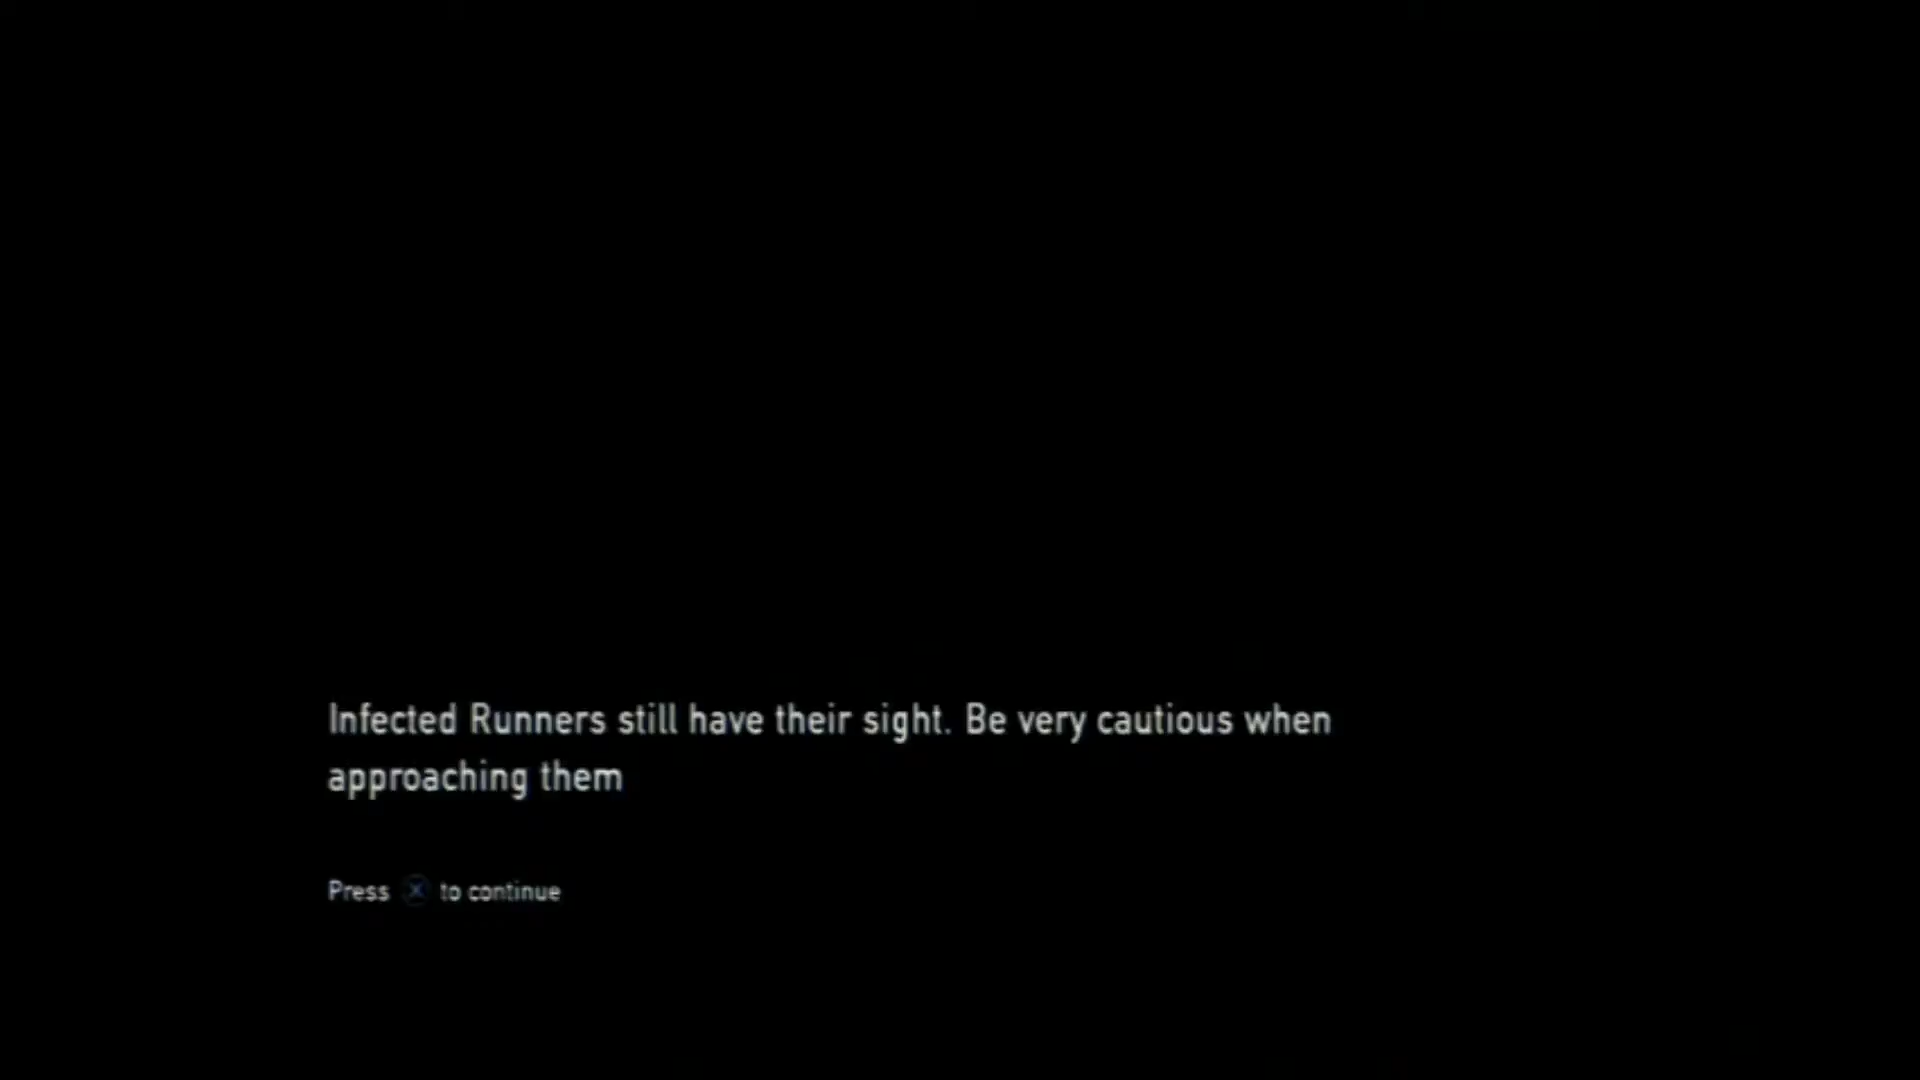 Infected Runners still have their sight. Be very cautious when
approaching them
Press ⓧ to continue